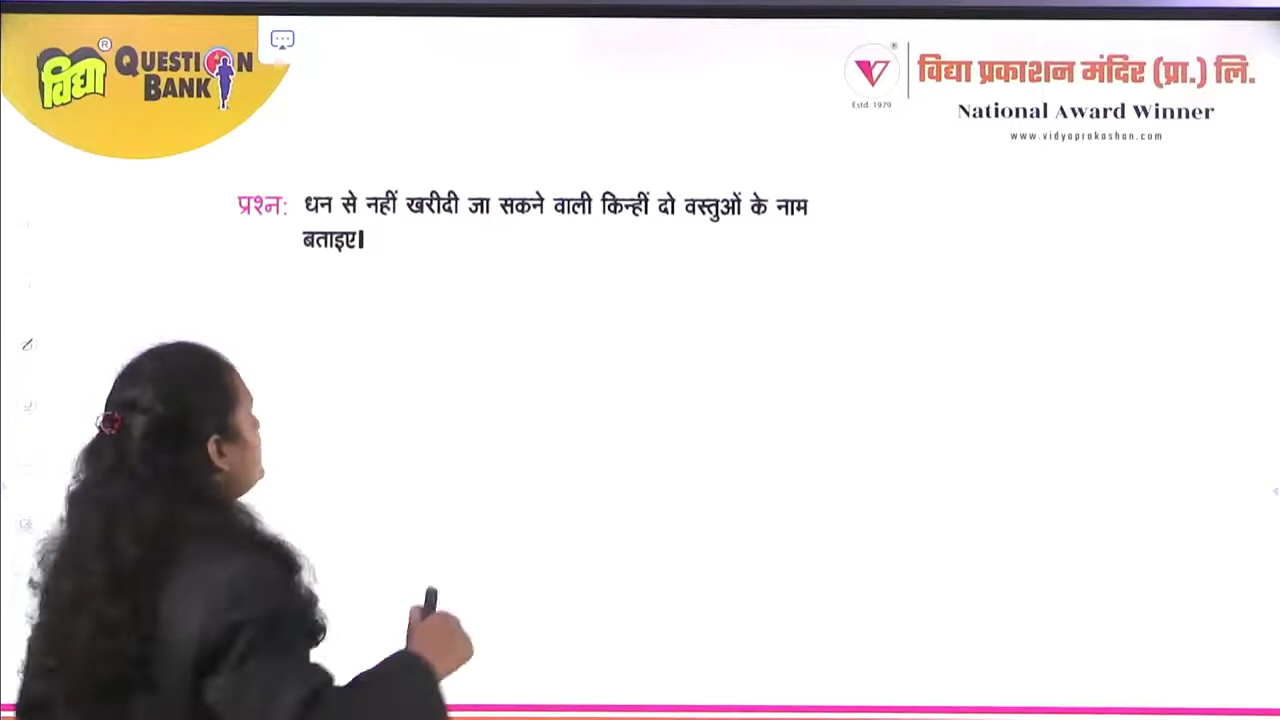 विद्या
®
QUESTION
BANK
®
Estd. 1979
विद्या प्रकाशन मंदिर (प्रा.) लि.
National Award Winner
www.vidyaprakashan.com
प्रश्न: धन से नहीं खरीदी जा सकने वाली किन्हीं दो वस्तुओं के नाम
बताइए।